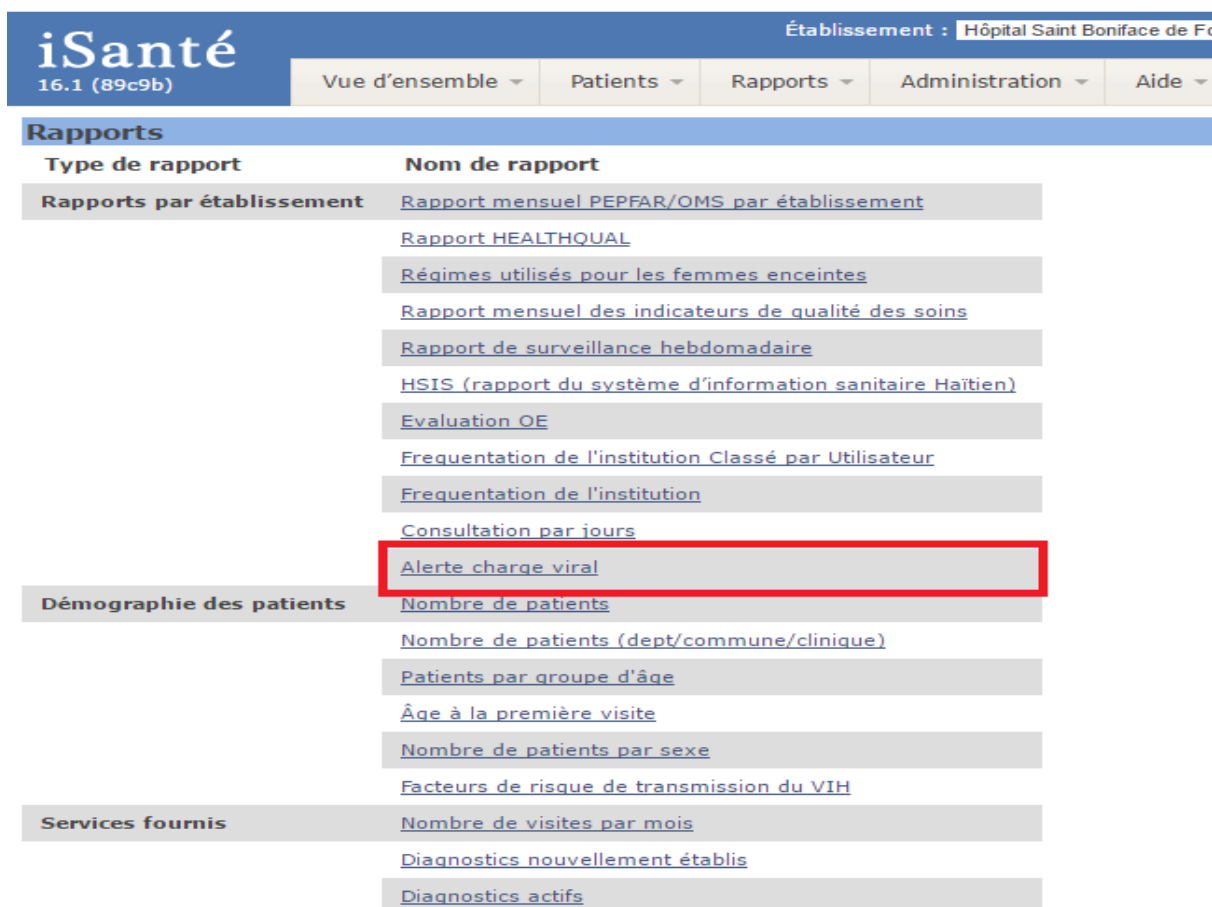 iSanté
16.1 (89c9b)
Établissement : Hôpital Saint Boniface de Fo
Vue d'ensemble Patients Rapports Administration Aide
Rapports
Type de rapport Nom de rapport
Rapports par établissement Rapport mensuel PEPFAR/OMS par établissement
Rapport HEALTHQUAL
Régimes utilisés pour les femmes enceintes
Rapport mensuel des indicateurs de qualité des soins
Rapport de surveillance hebdomadaire
HSIS (rapport du système d'information sanitaire Haïtien)
Evaluation OE
Frequentation de l'institution Classé par Utilisateur
Frequentation de l'institution
Consultation par jours
Alerte charge viral
Démographie des patients Nombre de patients
Nombre de patients (dept/commune/clinique)
Patients par groupe d'âge
Âge à la première visite
Nombre de patients par sexe
Facteurs de risque de transmission du VIH
Services fournis Nombre de visites par mois
Diagnostics nouvellement établis
Diagnostics actifs